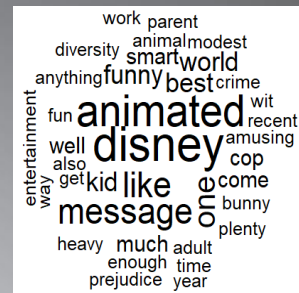 work parent
diversity animal modest
smart world
anything funny best crime
entertainment way
fun animated wit
recent
well disney amusing
also cop
get kid like one come
message bunny
plenty
heavy much adult
enough time
prejudice year